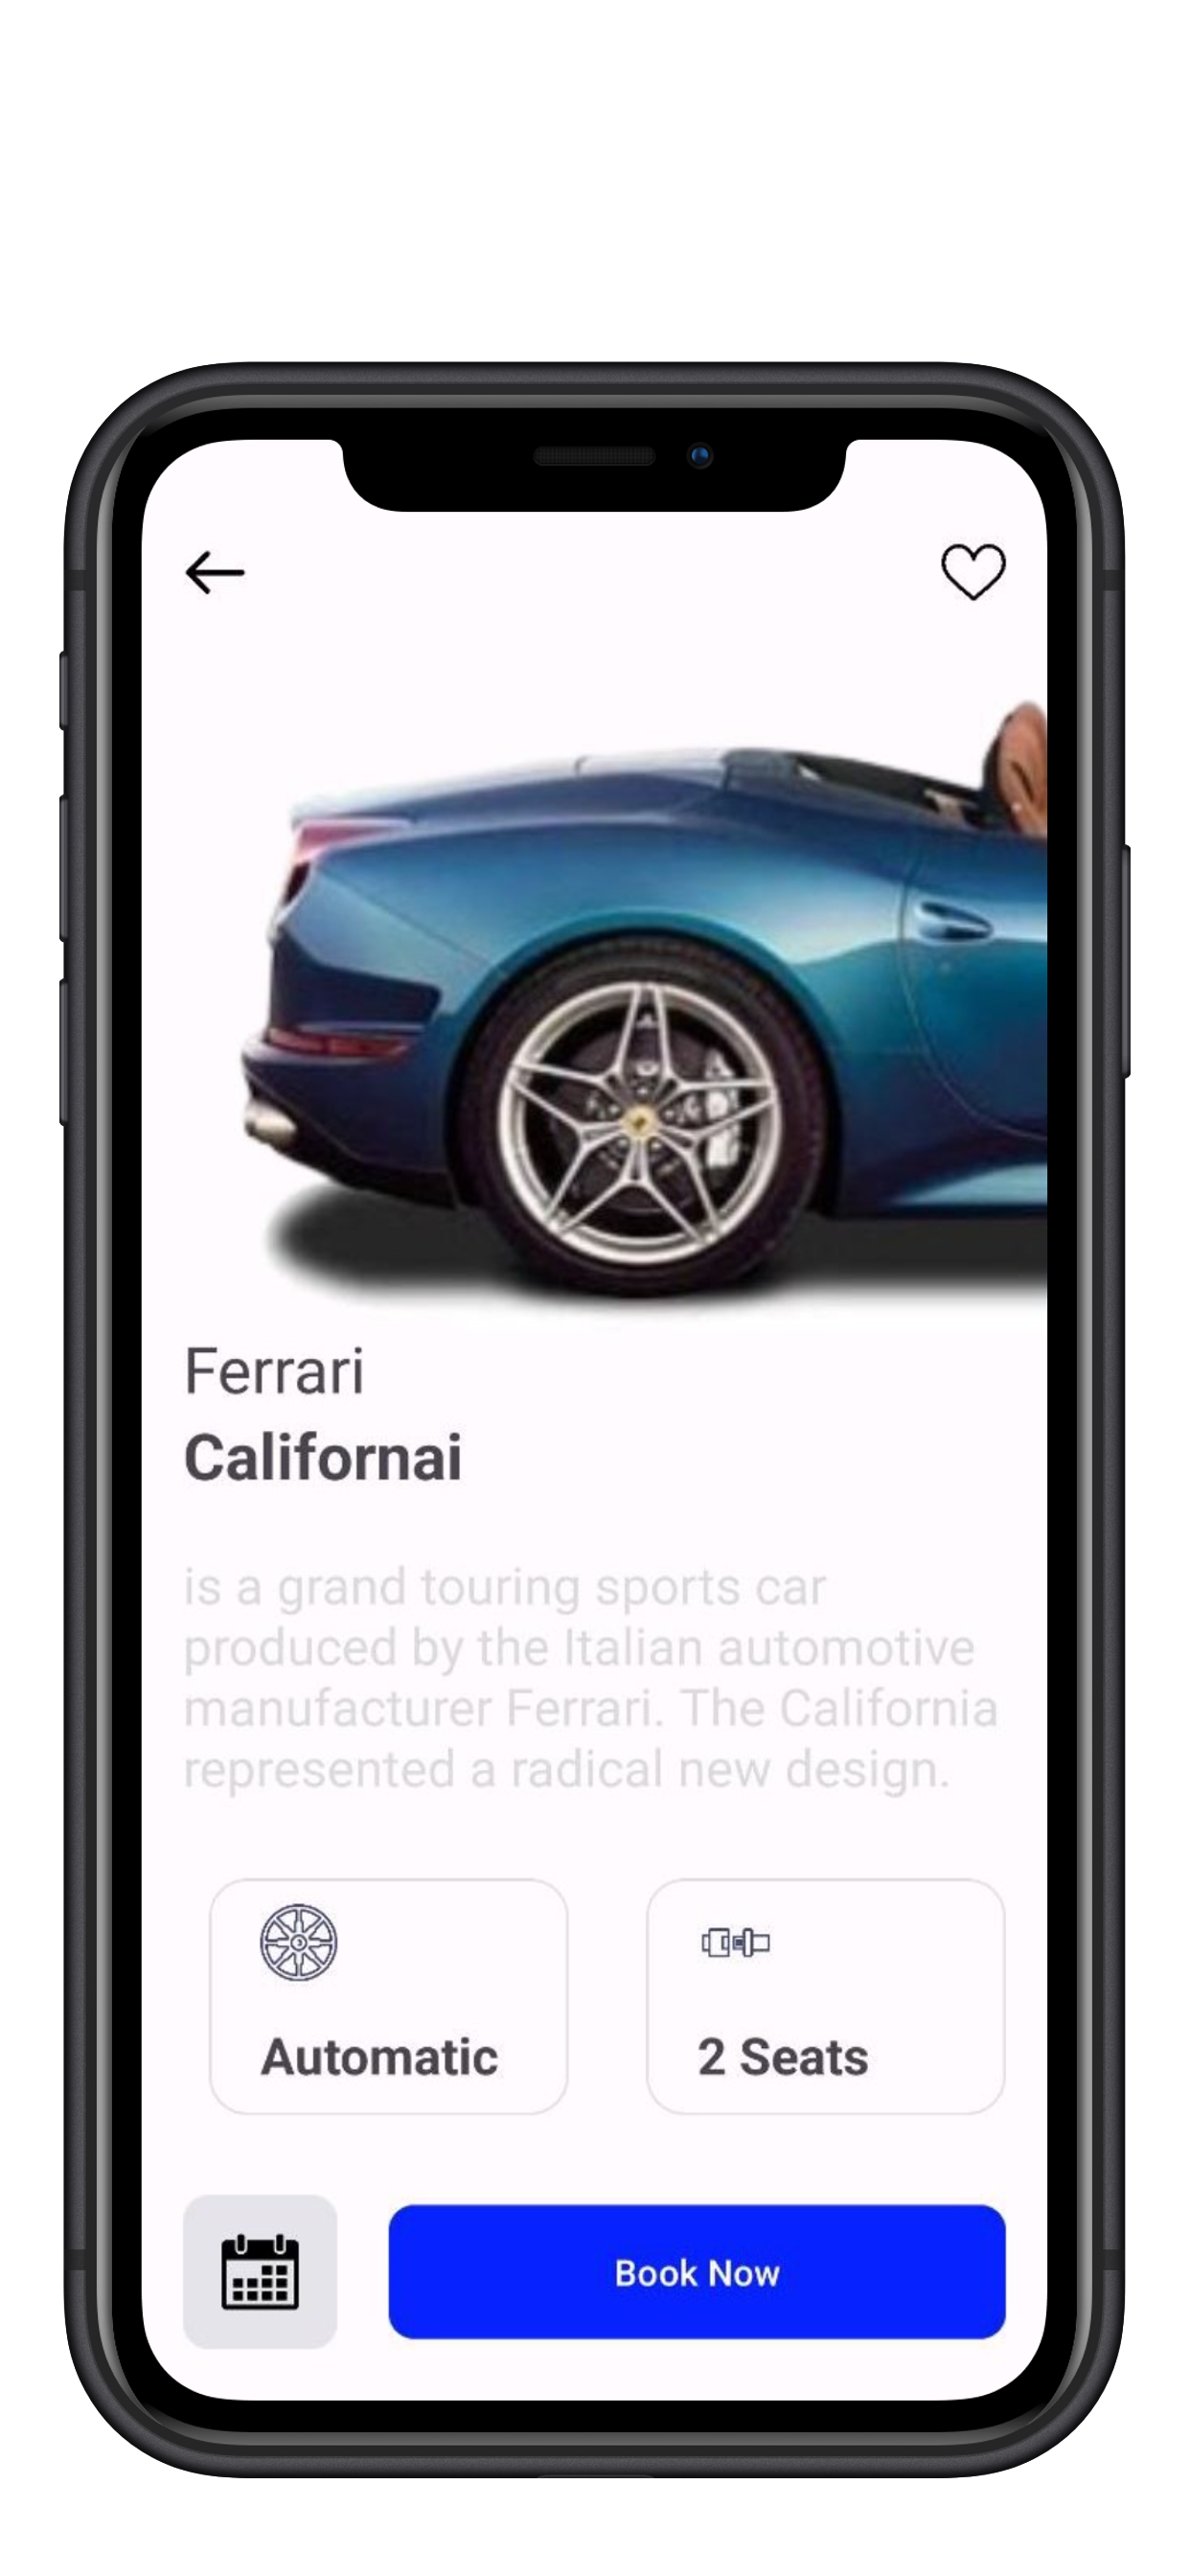 Ferrari
Californai
is a grand touring sports car
produced by the Italian automotive
manufacturer Ferrari. The California
represented a radical new design.
Automatic
2 Seats
Book Now